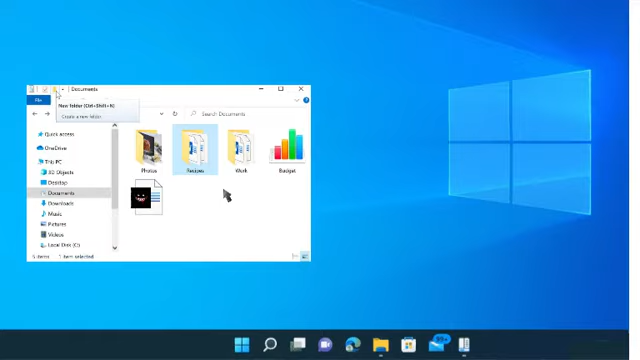 Documents
File
New folder (Ctrl+Shift+N)
Create a new folder.
Search Documents
Quick access
OneDrive
This PC
3D Objects
Desktop
Documents
Downloads
Music
Pictures
Videos
Local Disk (C:)
Photos
Recipes
Work
Budget
5 items
1 item selected
99+